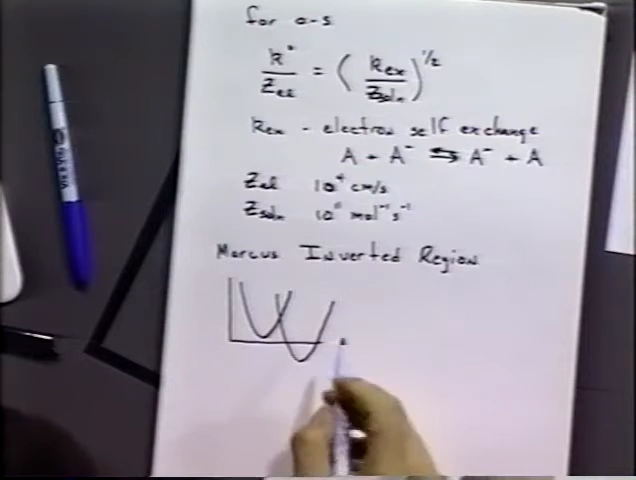 for o-s
k° / Zel = ( kex / Zsoln )^1/2
kex - electron self exchange
A + A⁻ ⇆ A⁻ + A
Zel 10⁴ cm/s
Zsoln 10¹¹ mol⁻¹ s⁻¹
Marcus Inverted Region